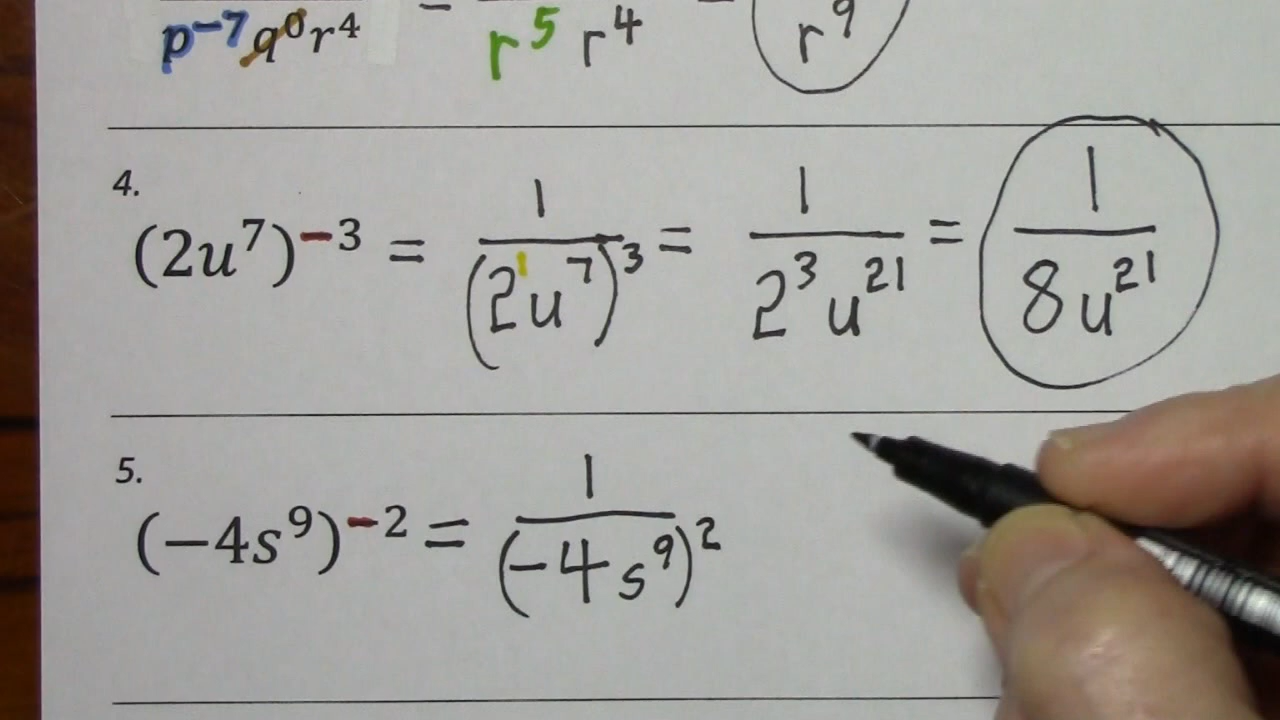 p⁻⁷q⁰r⁴ = r⁵ r⁴ = r⁹
4.
(2u⁷)⁻³ = 1/(2¹u⁷)³ = 1/(2³u²¹) = 1/(8u²¹)
5.
(−4s⁹)⁻² = 1/(−4s⁹)²